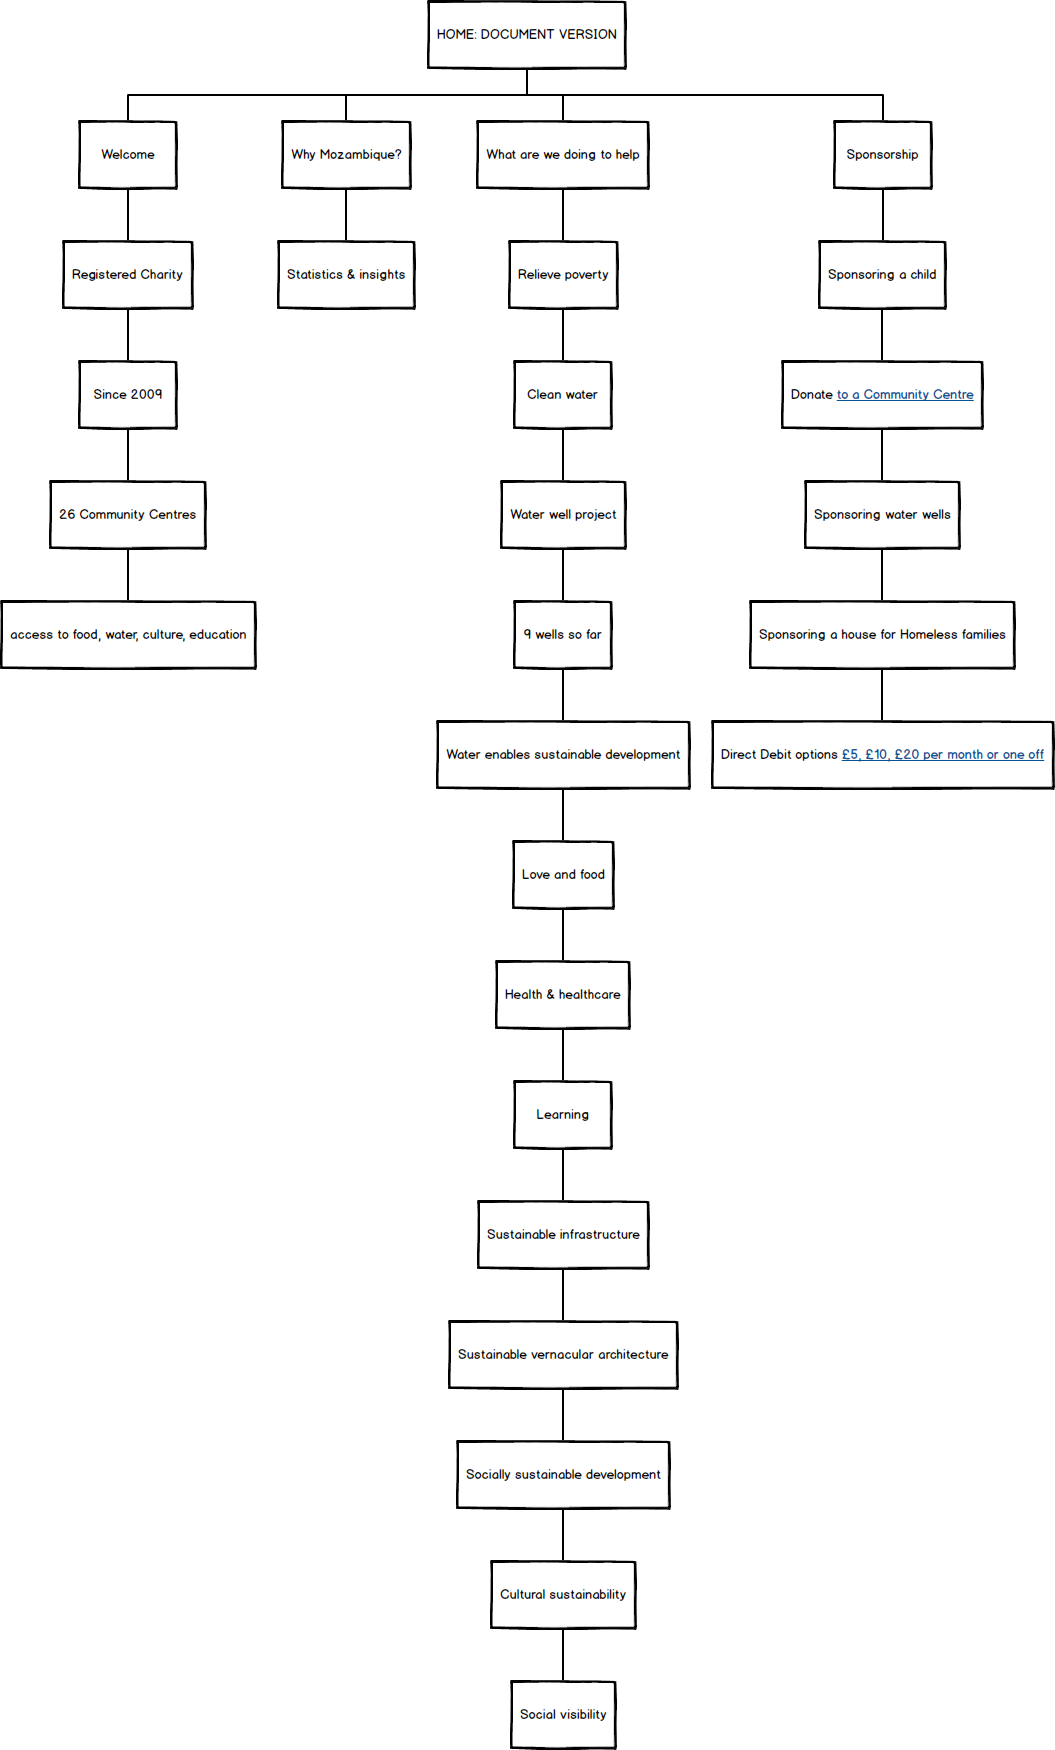 HOME: DOCUMENT VERSION
Welcome
Why Mozambique?
What are we doing to help
Sponsorship
Registered Charity
Statistics & insights
Relieve poverty
Sponsoring a child
Since 2009
Clean water
Donate to a Community Centre
26 Community Centres
Water well project
Sponsoring water wells
access to food, water, culture, education
9 wells so far
Sponsoring a house for Homeless families
Water enables sustainable development
Direct Debit options £5, £10, £20 per month or one off
Love and food
Health & healthcare
Learning
Sustainable infrastructure
Sustainable vernacular architecture
Socially sustainable development
Cultural sustainability
Social visibility